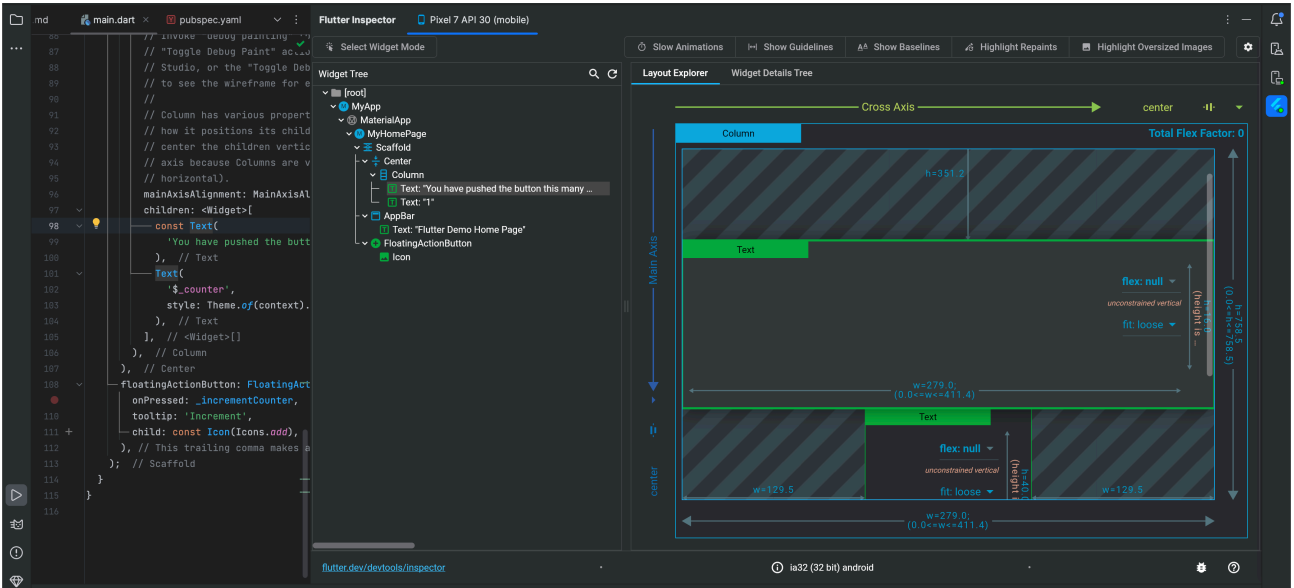 md
main.dart
pubspec.yaml
Flutter Inspector
Pixel 7 API 30 (mobile)
86 // Invoke "debug painting"
87 // "Toggle Debug Paint"
88 // Studio, or the "Toggle Deb
89 // to see the wireframe for e
90 //
91 // Column has various propert
92 // how it positions its child
93 // center the children vertic
94 // axis because Columns are v
95 // horizontal).
96 mainAxisAlignment: MainAxisAl
97 children: <Widget>[
98 const Text(
99 'You have pushed the butt
100 ), // Text
101 Text(
102 '$_counter',
103 style: Theme.of(context).
104 ), // Text
105 ], // <Widget>[]
106 ), // Column
107 ), // Center
108 floatingActionButton: FloatingAct
onPressed: _incrementCounter,
110 tooltip: 'Increment',
111 child: const Icon(Icons.add),
112 ), // This trailing comma makes a
113 ); // Scaffold
114 }
115 }
116
Select Widget Mode
Slow Animations
Show Guidelines
Show Baselines
Highlight Repaints
Highlight Oversized Images
Widget Tree
[root]
MyApp
MaterialApp
MyHomePage
Scaffold
Center
Column
Text: "You have pushed the button this many ...
Text: "1"
AppBar
Text: "Flutter Demo Home Page"
FloatingActionButton
Icon
Layout Explorer
Widget Details Tree
Cross Axis
center
Column
Total Flex Factor: 0
h=351.2
Main Axis
center
Text
flex: null
unconstrained vertical
fit: loose
h=16.0
(height is –
w=279.0;
(0.0<=w<=411.4)
h=758.5
(0.0<=h<=758.5)
Text
flex: null
unconstrained vertical
fit: loose
h=40.0
(height i
w=129.5
w=129.5
w=279.0;
(0.0<=w<=411.4)
flutter.dev/devtools/inspector
ia32 (32 bit) android